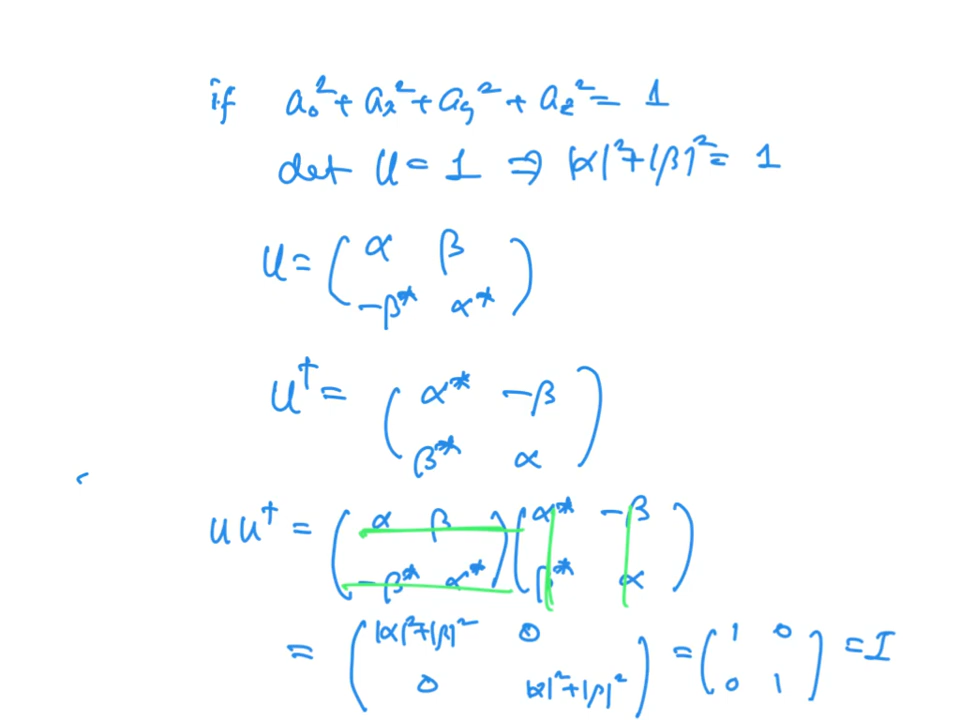 if a₀² + aₓ² + a_y² + a_z² = 1
det U = 1 ⇒ |α|² + |β|² = 1
U = ( α β
-β* α* )
U† = ( α* -β
β* α )
U U† = ( α β ) ( α* -β )
( -β* α* ) ( β* α )
= ( |α|²+|β|² 0 ) = ( 1 0 ) = I
( 0 |α|²+|β|² ) ( 0 1 )